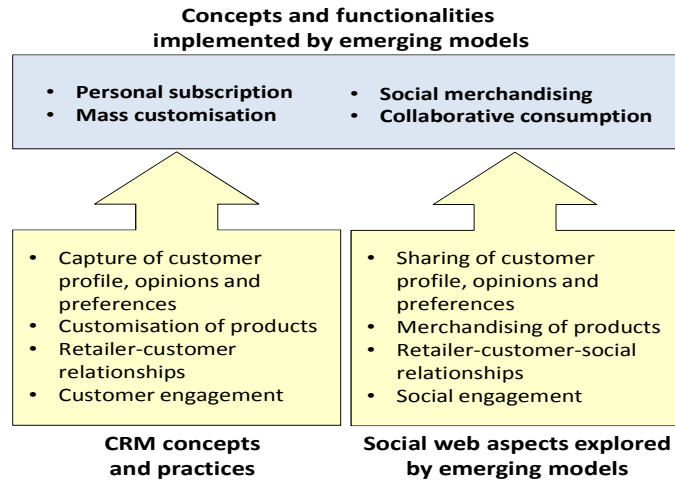 Concepts and functionalities
implemented by emerging models
• Personal subscription
• Mass customisation
• Social merchandising
• Collaborative consumption
• Capture of customer
profile, opinions and
preferences
• Customisation of products
• Retailer-customer
relationships
• Customer engagement
• Sharing of customer
profile, opinions and
preferences
• Merchandising of products
• Retailer-customer-social
relationships
• Social engagement
CRM concepts
and practices
Social web aspects explored
by emerging models